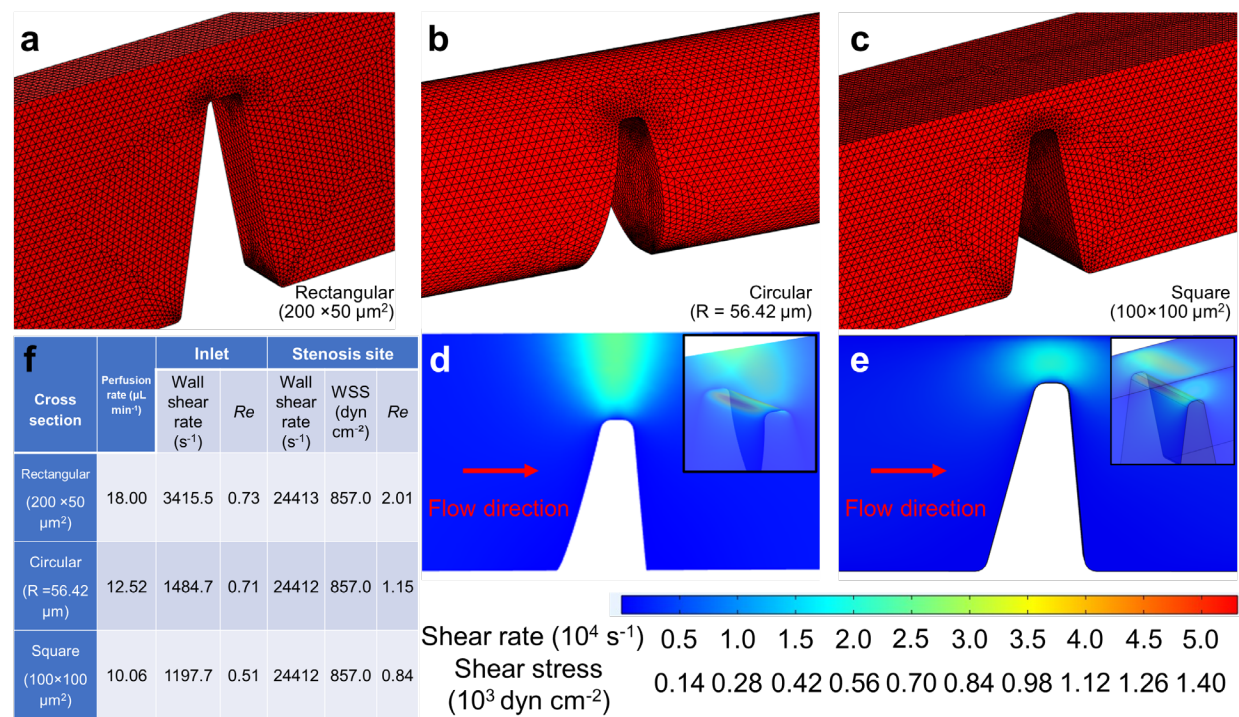 a
Rectangular
(200 ×50 μm²)
b
Circular
(R = 56.42 μm)
c
Square
(100×100 μm²)
f
Cross
section
Perfusion
rate (μL
min⁻¹)
Inlet
Stenosis site
Wall
shear
rate
(s⁻¹)
Re
Wall
shear
rate
(s⁻¹)
WSS
(dyn
cm⁻²)
Re
Rectangular
(200 ×50
μm²)
18.00 3415.5 0.73 24413 857.0 2.01
Circular
(R =56.42
μm)
12.52 1484.7 0.71 24412 857.0 1.15
Square
(100×100
μm²)
10.06 1197.7 0.51 24412 857.0 0.84
d
Flow direction
e
Flow direction
Shear rate (10⁴ s⁻¹) 0.5 1.0 1.5 2.0 2.5 3.0 3.5 4.0 4.5 5.0
Shear stress
(10³ dyn cm⁻²) 0.14 0.28 0.42 0.56 0.70 0.84 0.98 1.12 1.26 1.40